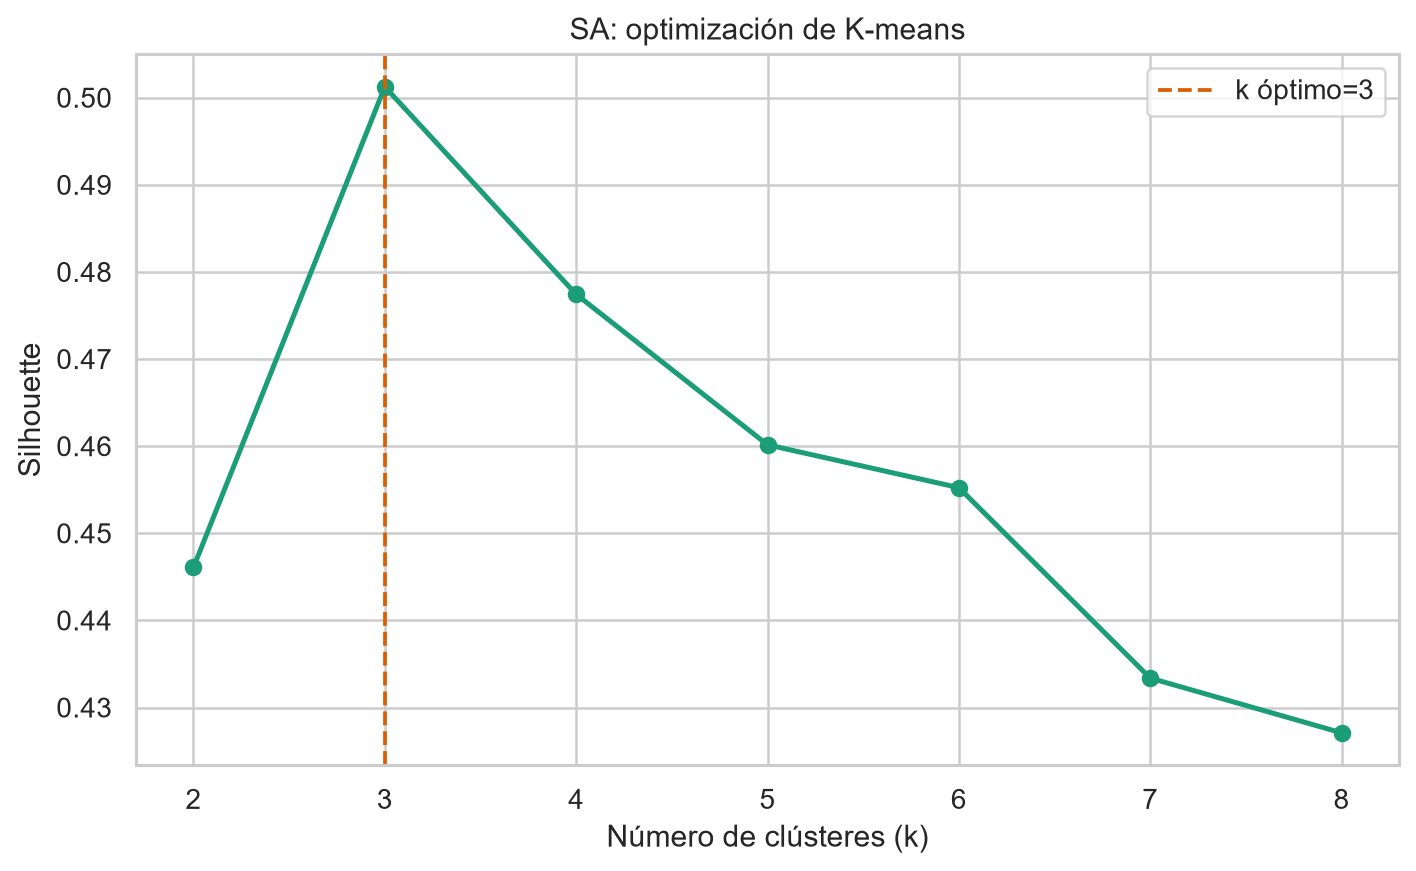 SA: optimización de K-means
k óptimo=3
Silhouette
0.50
0.49
0.48
0.47
0.46
0.45
0.44
0.43
2 3 4 5 6 7 8
Número de clústeres (k)